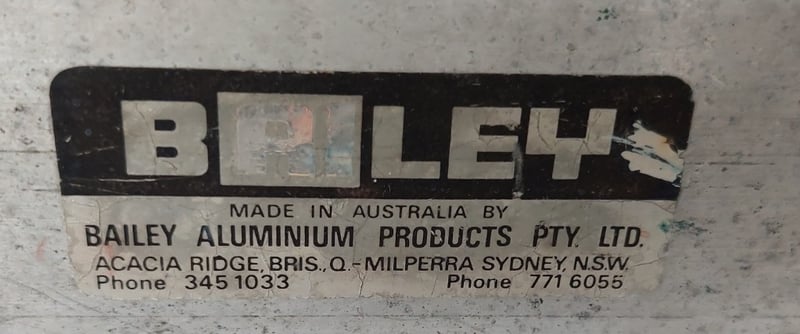 BAILEY
MADE IN AUSTRALIA BY
BAILEY ALUMINIUM PRODUCTS PTY. LTD.
ACACIA RIDGE, BRIS., Q.-MILPERRA SYDNEY, N.S.W.
Phone 345 1033 Phone 771 6055